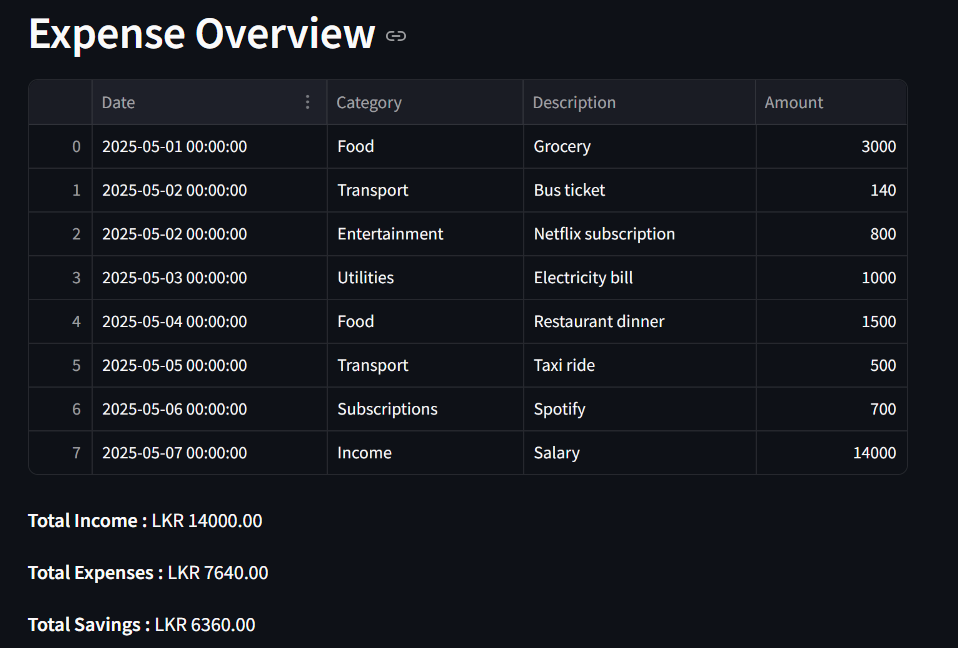 Expense Overview
Date Category Description Amount
0 2025-05-01 00:00:00 Food Grocery 3000
1 2025-05-02 00:00:00 Transport Bus ticket 140
2 2025-05-02 00:00:00 Entertainment Netflix subscription 800
3 2025-05-03 00:00:00 Utilities Electricity bill 1000
4 2025-05-04 00:00:00 Food Restaurant dinner 1500
5 2025-05-05 00:00:00 Transport Taxi ride 500
6 2025-05-06 00:00:00 Subscriptions Spotify 700
7 2025-05-07 00:00:00 Income Salary 14000
Total Income : LKR 14000.00
Total Expenses : LKR 7640.00
Total Savings : LKR 6360.00